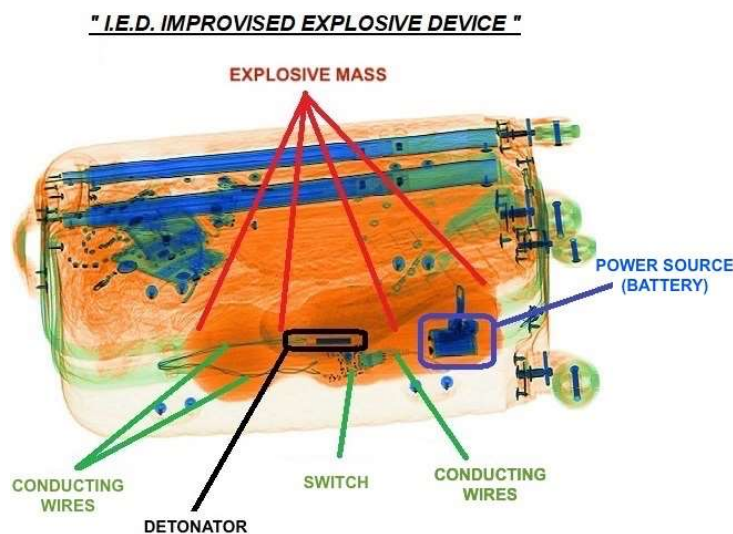 " I.E.D. IMPROVISED EXPLOSIVE DEVICE "
EXPLOSIVE MASS
POWER SOURCE
(BATTERY)
CONDUCTING
WIRES
SWITCH
CONDUCTING
WIRES
DETONATOR